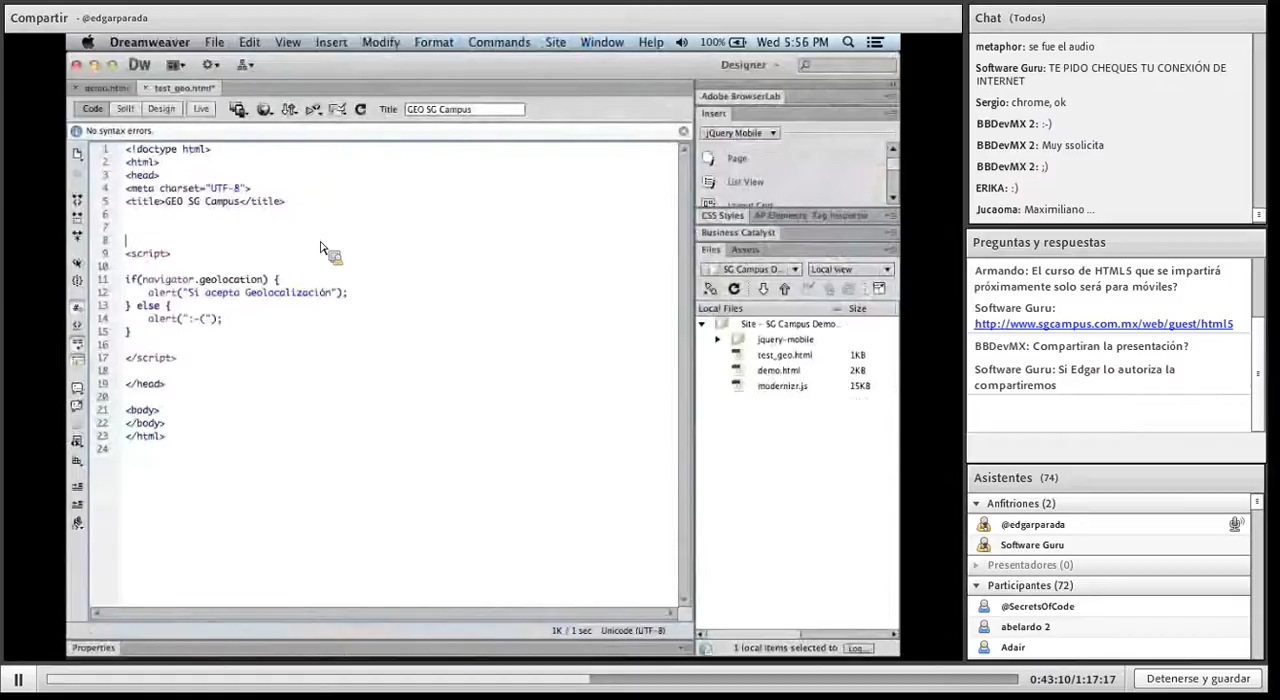 Compartir - @edgarparada
Dreamweaver File Edit View Insert Modify Format Commands Site Window Help 100% Wed 5:56 PM
Dw Designer
demo.html test_geo.html*
Code Split Design Live Title GEO SG Campus
No syntax errors.
1 <!doctype html>
2 <html>
3 <head>
4 <meta charset="UTF-8">
5 <title>GEO SG Campus</title>
6
7
8
9 <script>
10
11 if(navigator.geolocation) {
12 alert("Si acepta Geolocalización");
13 } else {
14 alert(":-(");
15 }
16
17 </script>
18
19 </head>
20
21 <body>
22 </body>
23 </html>
24
1K / 1 sec Unicode (UTF-8)
Properties
Adobe BrowserLab
Insert
jQuery Mobile
Page
List View
CSS Styles AP Elements Tag Inspector
Business Catalyst
Files Assets
SG Campus D... Local view
Local Files Size
Site - SG Campus Demo...
jquery-mobile
test_geo.html 1KB
demo.html 2KB
modernizr.js 15KB
1 local items selected to Log...
Chat (Todos)
metaphor: se fue el audio
Software Guru: TE PIDO CHEQUES TU CONEXIÓN DE
INTERNET
Sergio: chrome, ok
BBDevMX 2: :-)
BBDevMX 2: Muy ssolicita
BBDevMX 2: ;)
ERIKA: :)
Jucaoma: Maximiliano ...
Preguntas y respuestas
Armando: El curso de HTML5 que se impartirá
próximamente solo será para móviles?
Software Guru:
http://www.sgcampus.com.mx/web/guest/html5
BBDevMX: Compartiran la presentación?
Software Guru: Si Edgar lo autoriza la
compartiremos
Asistentes (74)
Anfitriones (2)
@edgarparada
Software Guru
Presentadores (0)
Participantes (72)
@SecretsOfCode
abelardo 2
Adair
0:43:10/1:17:17 Detenerse y guardar